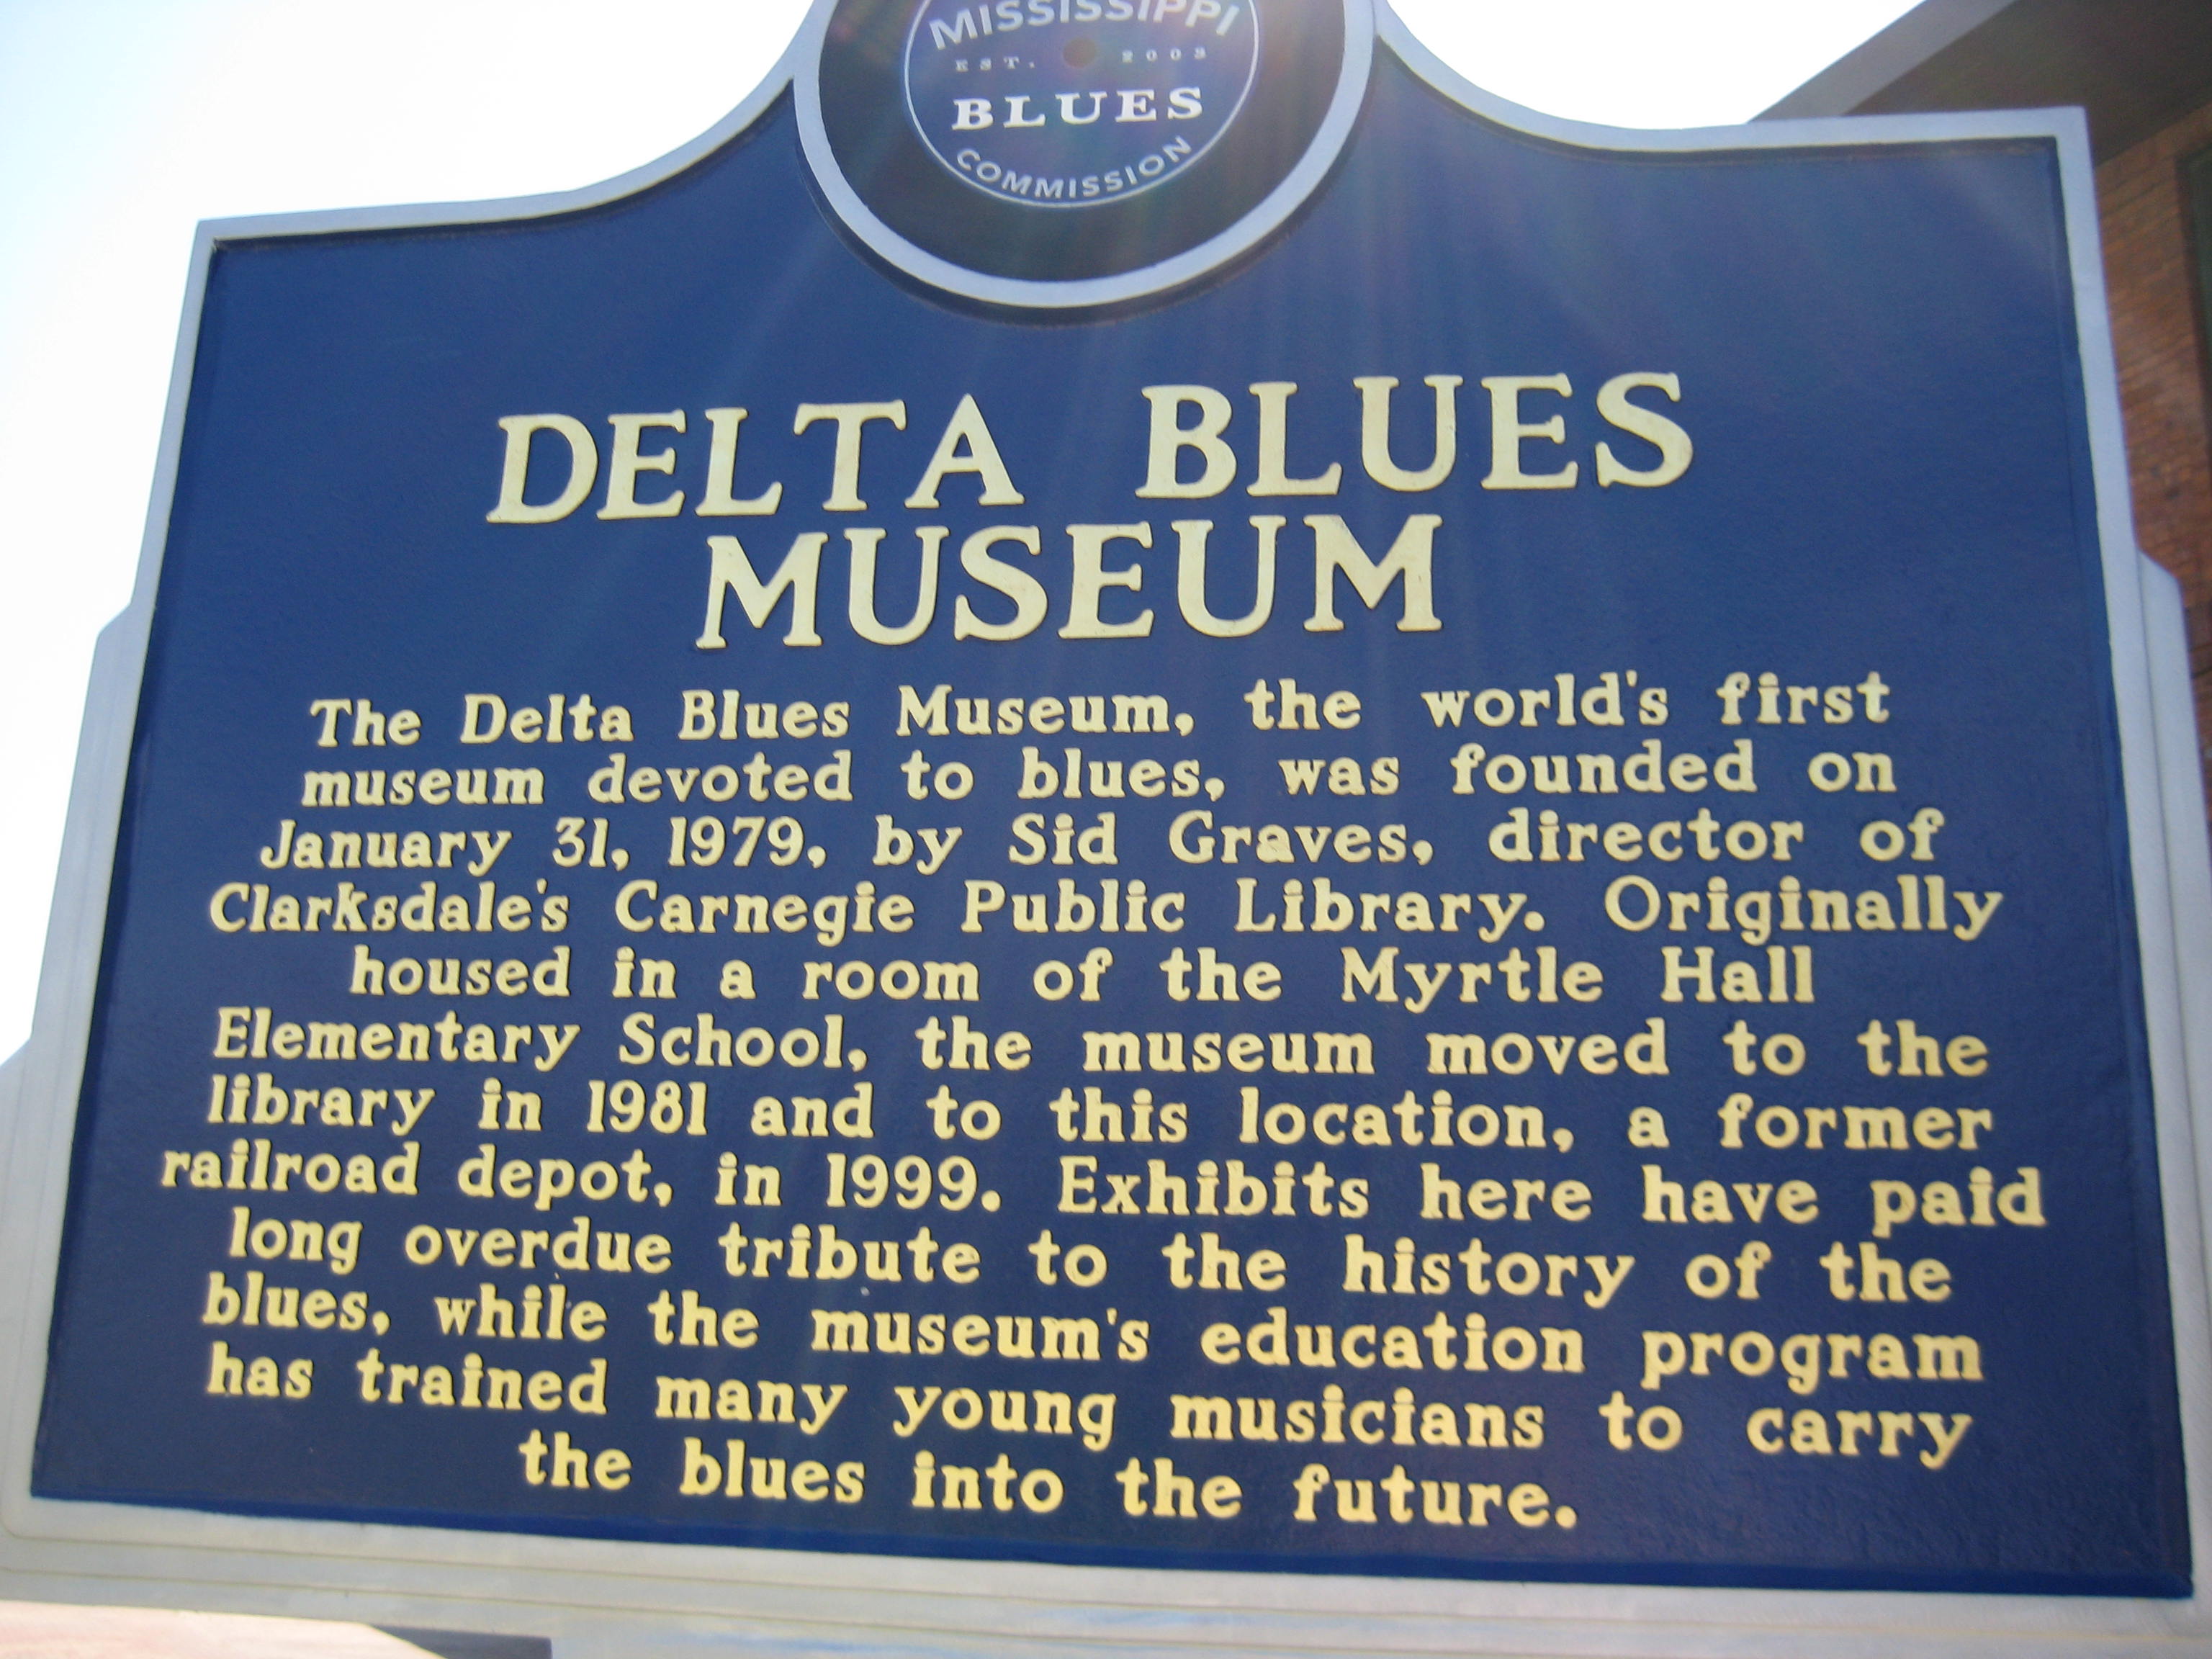 MISSISSIPPI
EST. 2003
BLUES
COMMISSION
DELTA BLUES
MUSEUM
The Delta Blues Museum, the world's first
museum devoted to blues, was founded on
January 31, 1979, by Sid Graves, director of
Clarksdale's Carnegie Public Library. Originally
housed in a room of the Myrtle Hall
Elementary School, the museum moved to the
library in 1981 and to this location, a former
railroad depot, in 1999. Exhibits here have paid
long overdue tribute to the history of the
blues, while the museum's education program
has trained many young musicians to carry
the blues into the future.